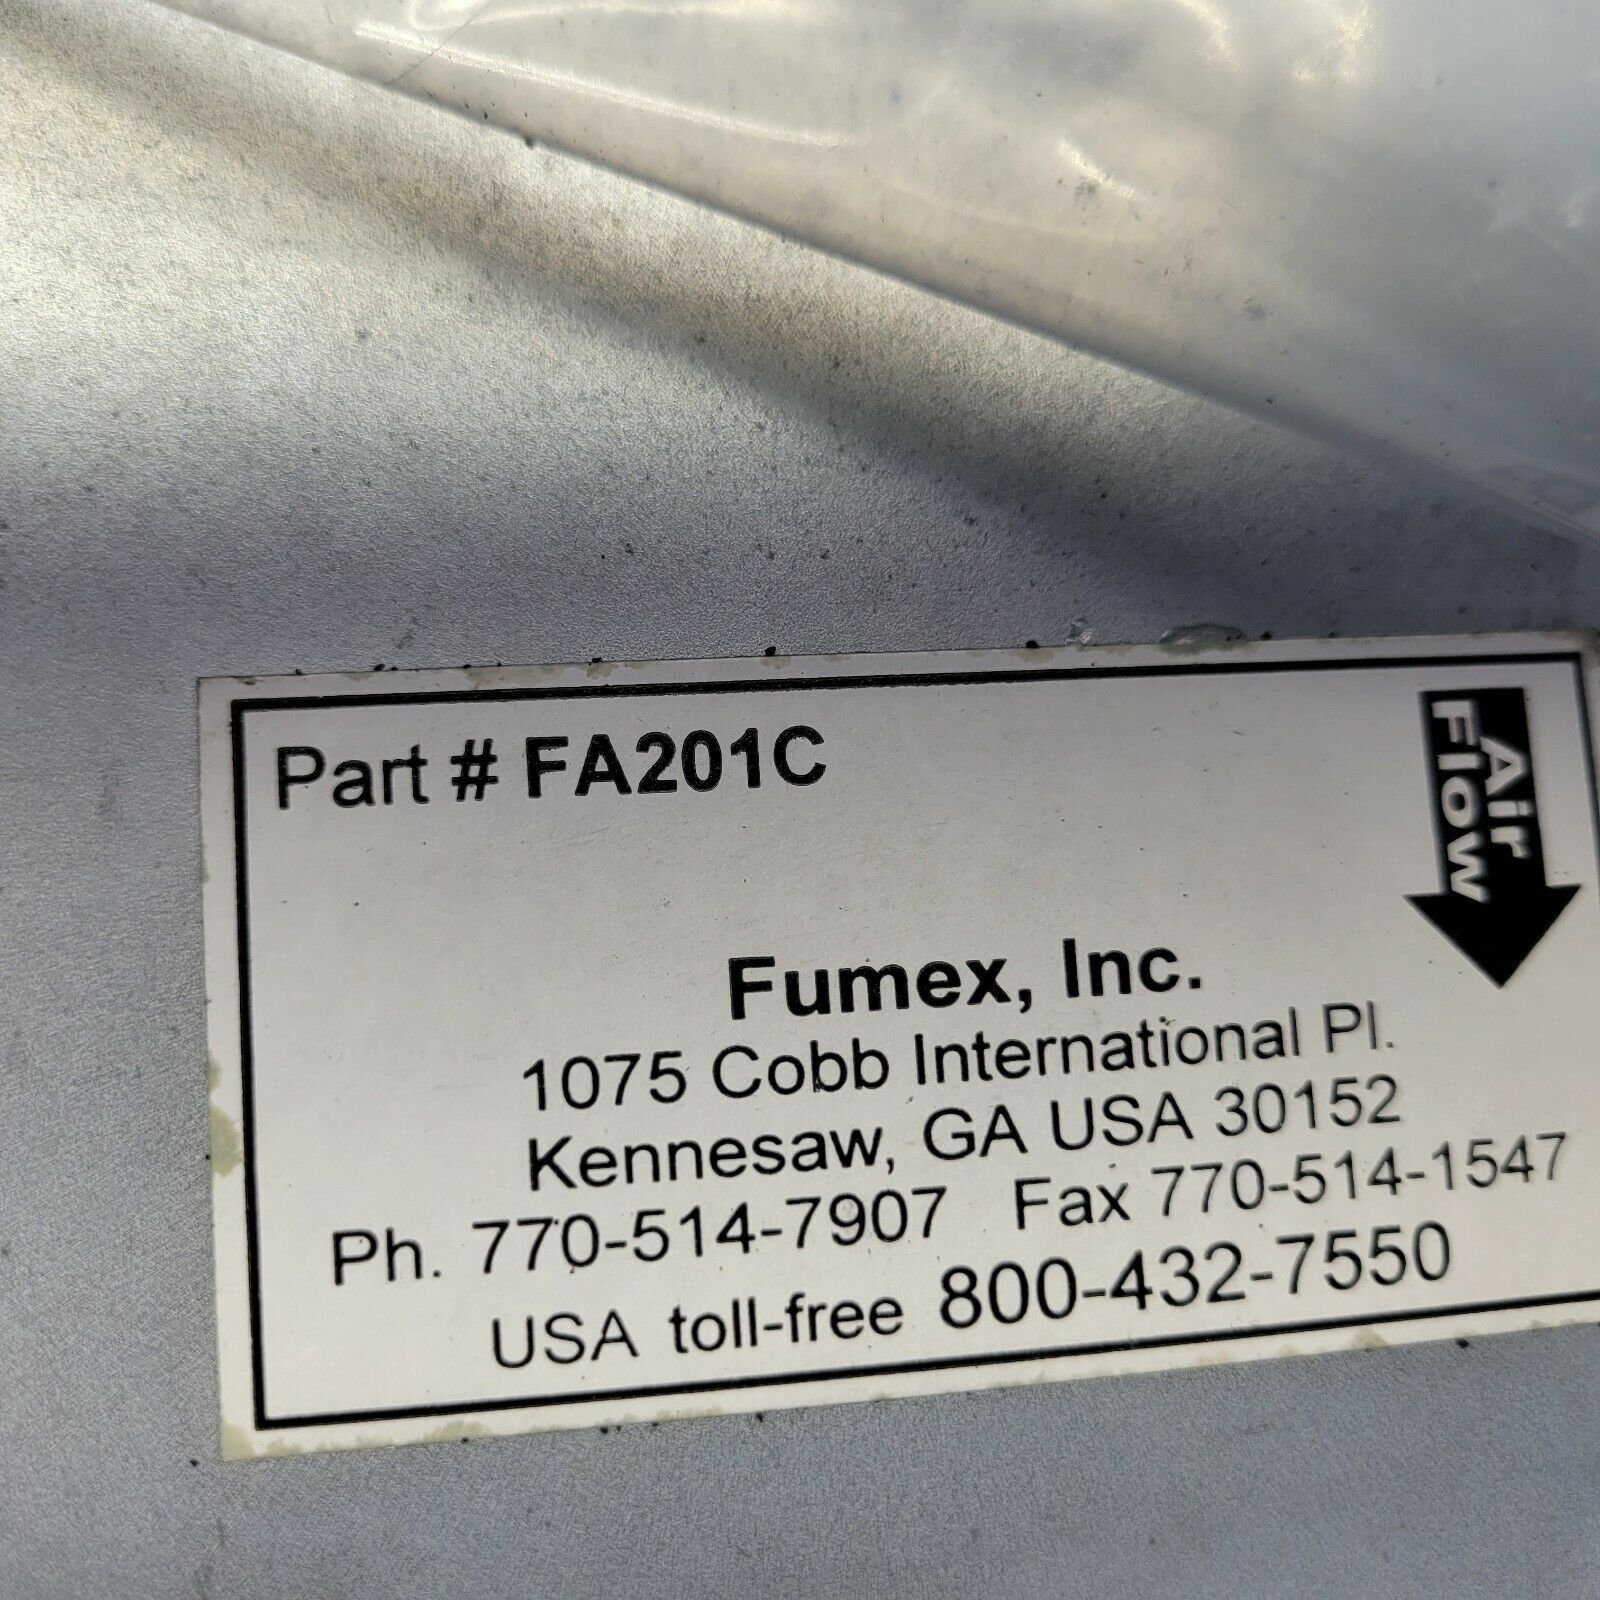 Part # FA201C
Air
Flow
Fumex, Inc.
1075 Cobb International Pl.
Kennesaw, GA USA 30152
Ph. 770-514-7907 Fax 770-514-1547
USA toll-free 800-432-7550